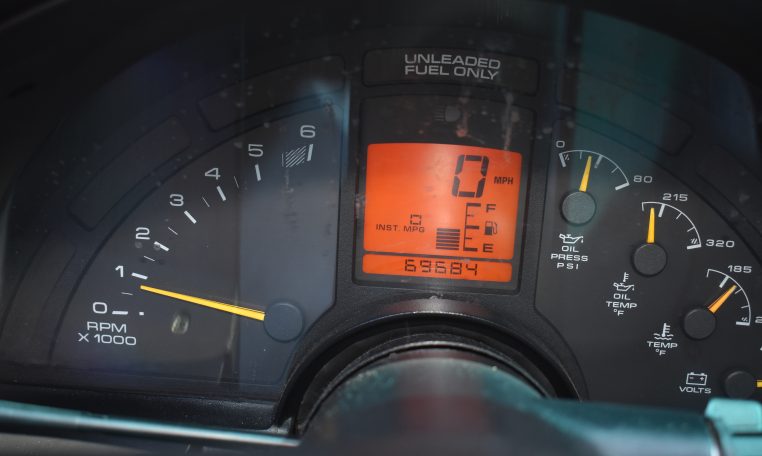 UNLEADED
FUEL ONLY
6
5
4
3
2
1
0
RPM
X 1000
0 MPH
0
INST. MPG
F
E
69684
0
80
OIL
PRESS
PSI
215
320
OIL
TEMP
°F
185
TEMP
°F
VOLTS